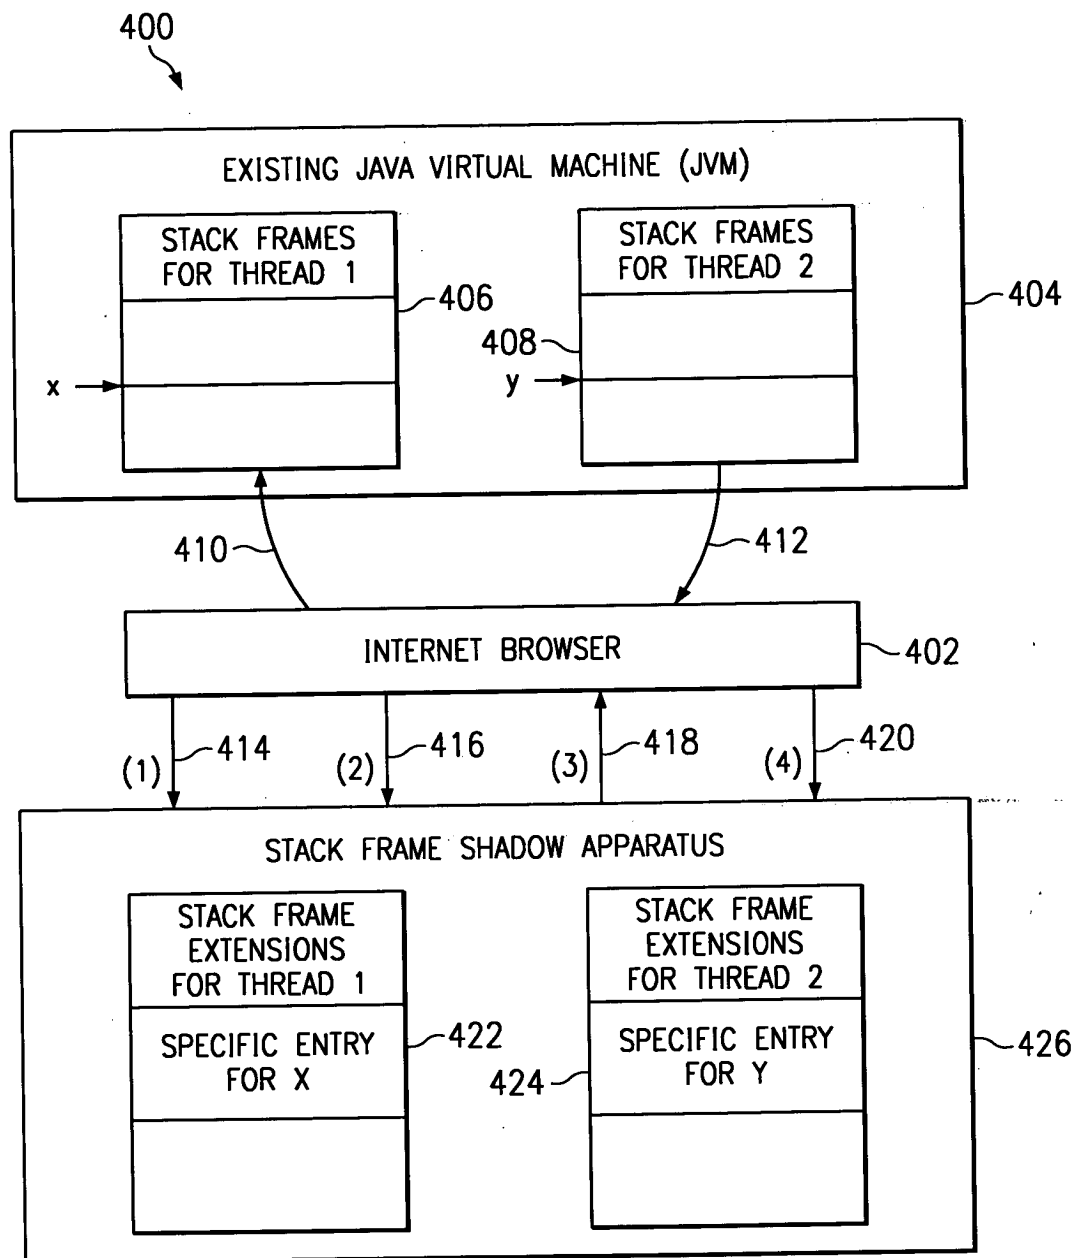 400
EXISTING JAVA VIRTUAL MACHINE (JVM)
STACK FRAMES
FOR THREAD 1
STACK FRAMES
FOR THREAD 2
406
404
408
x
y
410
412
INTERNET BROWSER
402
(1)
414
(2)
416
(3)
418
(4)
420
STACK FRAME SHADOW APPARATUS
STACK FRAME
EXTENSIONS
FOR THREAD 1
STACK FRAME
EXTENSIONS
FOR THREAD 2
SPECIFIC ENTRY
FOR X
422
424
SPECIFIC ENTRY
FOR Y
426